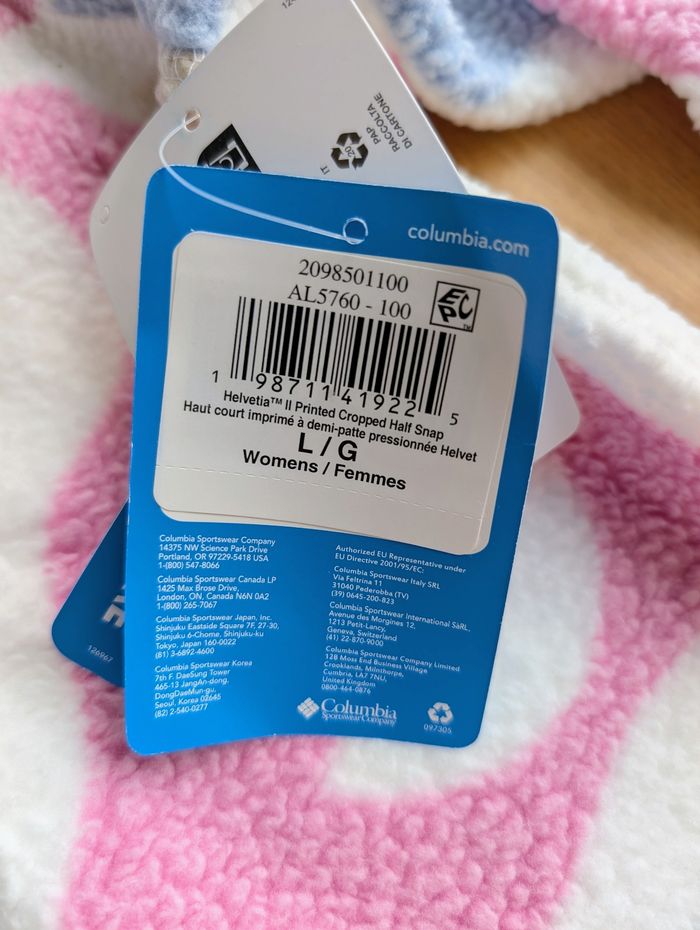 IT
PAP
RACCOLTA
DI CARTONE
20
columbia.com
2098501100
AL5760 - 100
EPC™
1 98711 41922 5
Helvetia™ II Printed Cropped Half Snap
Haut court imprimé à demi-patte pressionnée Helvet
L / G
Womens / Femmes
Columbia Sportswear Company
14375 NW Science Park Drive
Portland, OR 97229-5418 USA
1-(800) 547-8066
Columbia Sportswear Canada LP
1425 Max Brose Drive,
London, ON, Canada N6N 0A2
1-(800) 265-7067
Columbia Sportswear Japan, Inc.
Shinjuku Eastside Square 7F, 27-30,
Shinjuku 6-Chome, Shinjuku-ku
Tokyo, Japan 160-0022
(81) 3-6892-4600
Columbia Sportswear Korea
7th F. DaeSung Tower
465-13 JangAn-dong,
DongDaeMun-gu,
Seoul, Korea 02645
(82) 2-540-0277
Authorized EU Representative under
EU Directive 2001/95/EC:
Columbia Sportswear Italy SRL
Via Feltrina 11
31040 Pederobba (TV)
(39) 0645-200-823
Columbia Sportswear International SàRL,
Avenue des Morgines 12,
1213 Petit-Lancy,
Geneva, Switzerland
(41) 22-870-9000
Columbia Sportswear Company Limited
12B Moss End Business Village
Crooklands, Milnthorpe,
Cumbria, LA7 7NU,
United Kingdom
0800-464-0876
Columbia
Sportswear Company
097305
126967